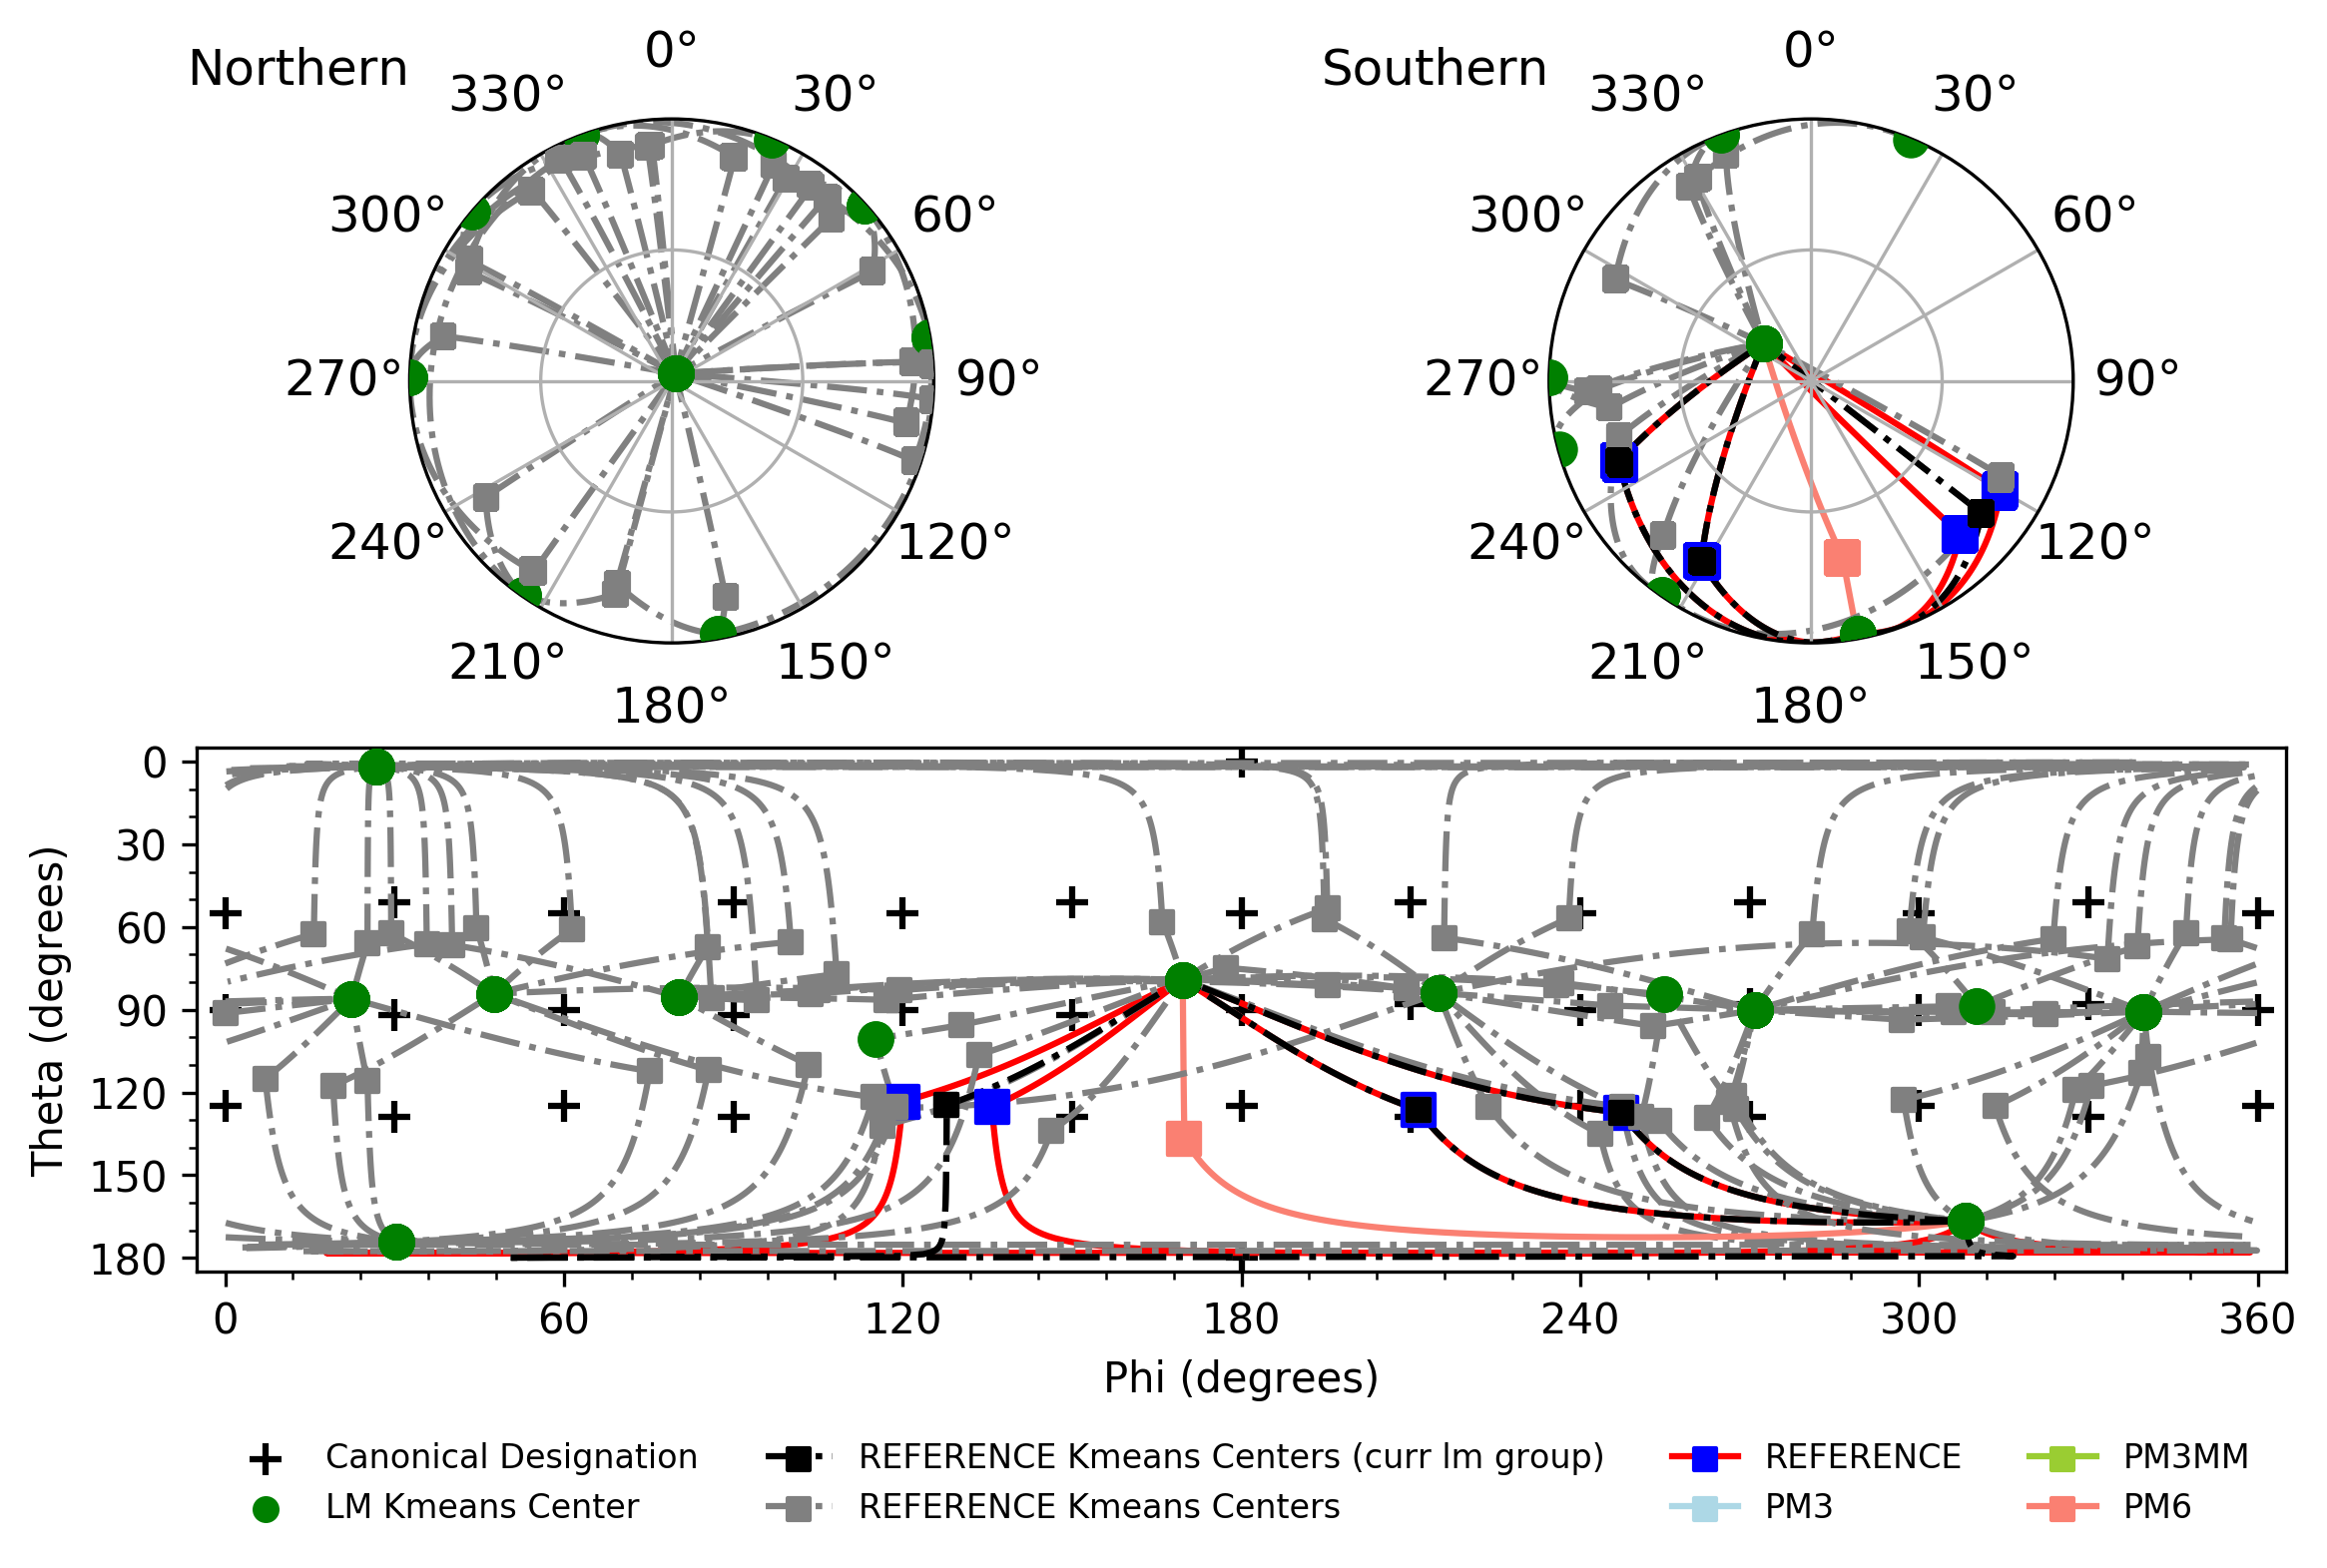 Northern
0°
30°
60°
90°
120°
150°
180°
210°
240°
270°
300°
330°
Southern
0°
30°
60°
90°
120°
150°
180°
210°
240°
270°
300°
330°
Theta (degrees)
0
30
60
90
120
150
180
0 60 120 180 240 300 360
Phi (degrees)
Canonical Designation
LM Kmeans Center
REFERENCE Kmeans Centers (curr lm group)
REFERENCE Kmeans Centers
REFERENCE
PM3
PM3MM
PM6